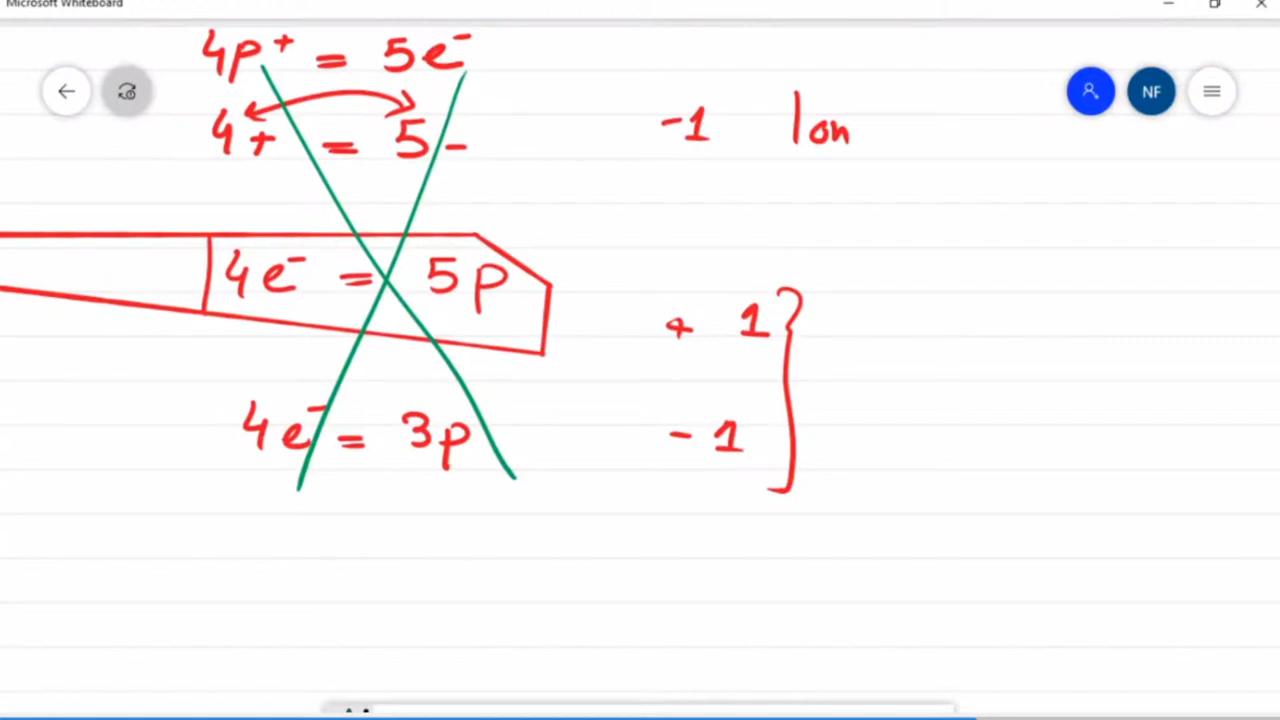 Microsoft Whiteboard
4p⁺ = 5e⁻
NF
4+ = 5-
-1 Ion
4e⁻ = 5p
+ 1
4e⁻ = 3p
- 1